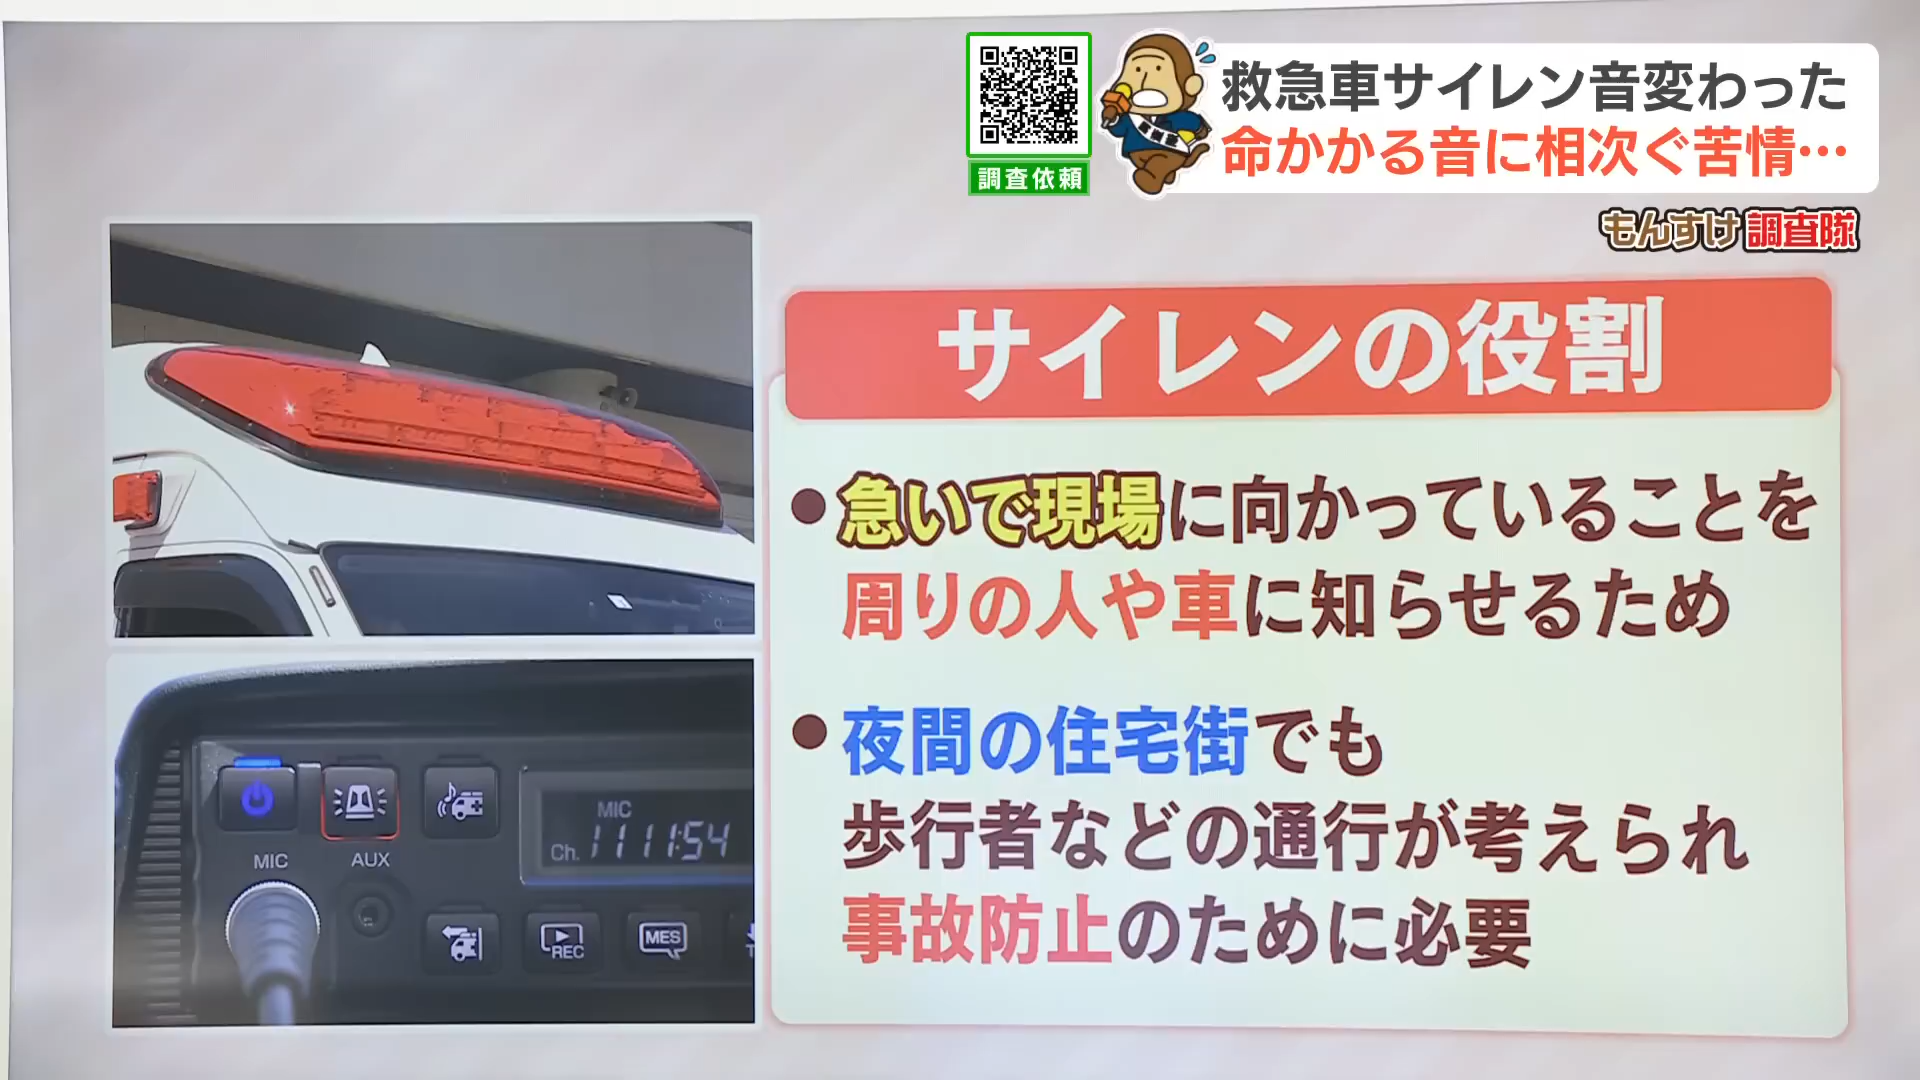 救急車サイレン音変わった
命かかる音に相次ぐ苦情…
調査依頼
もんすけ調査隊
サイレンの役割
●急いで現場に向かっていることを
周りの人や車に知らせるため
●夜間の住宅街でも
歩行者などの通行が考えられ
事故防止のために必要
MIC
AUX
MIC
Ch. 1 11:54
REC
MES